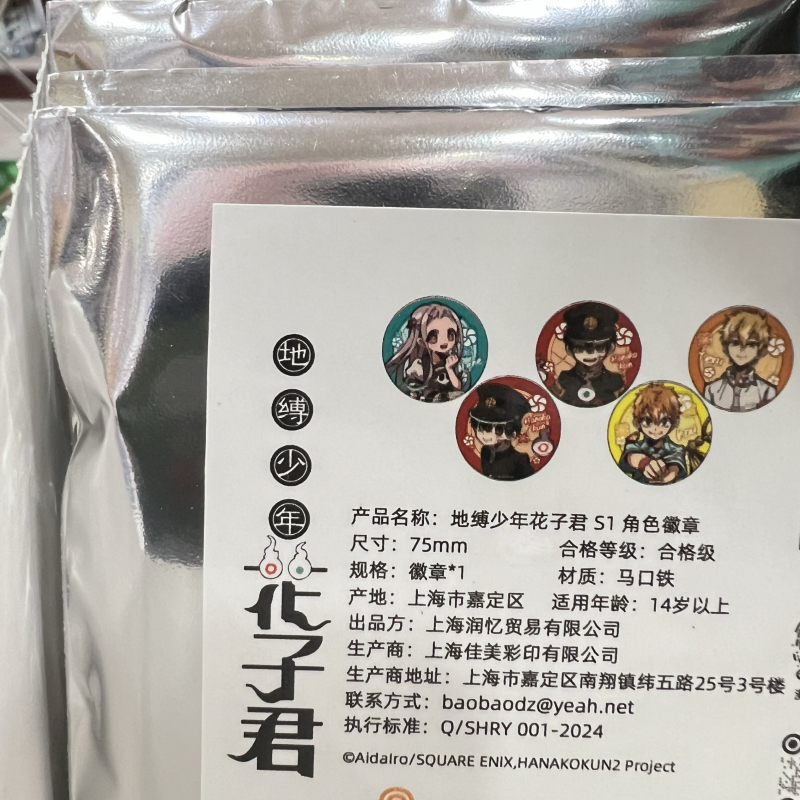 地缚少年
花子君
产品名称：地缚少年花子君 S1 角色徽章
尺寸：75mm 合格等级：合格级
规格：徽章*1 材质：马口铁
产地：上海市嘉定区 适用年龄：14岁以上
出品方：上海润忆贸易有限公司
生产商：上海佳美彩印有限公司
生产商地址：上海市嘉定区南翔镇纬五路25号3号楼
联系方式：baobaodz@yeah.net
执行标准：Q/SHRY 001-2024
©AidaIro/SQUARE ENIX,HANAKOKUN2 Project